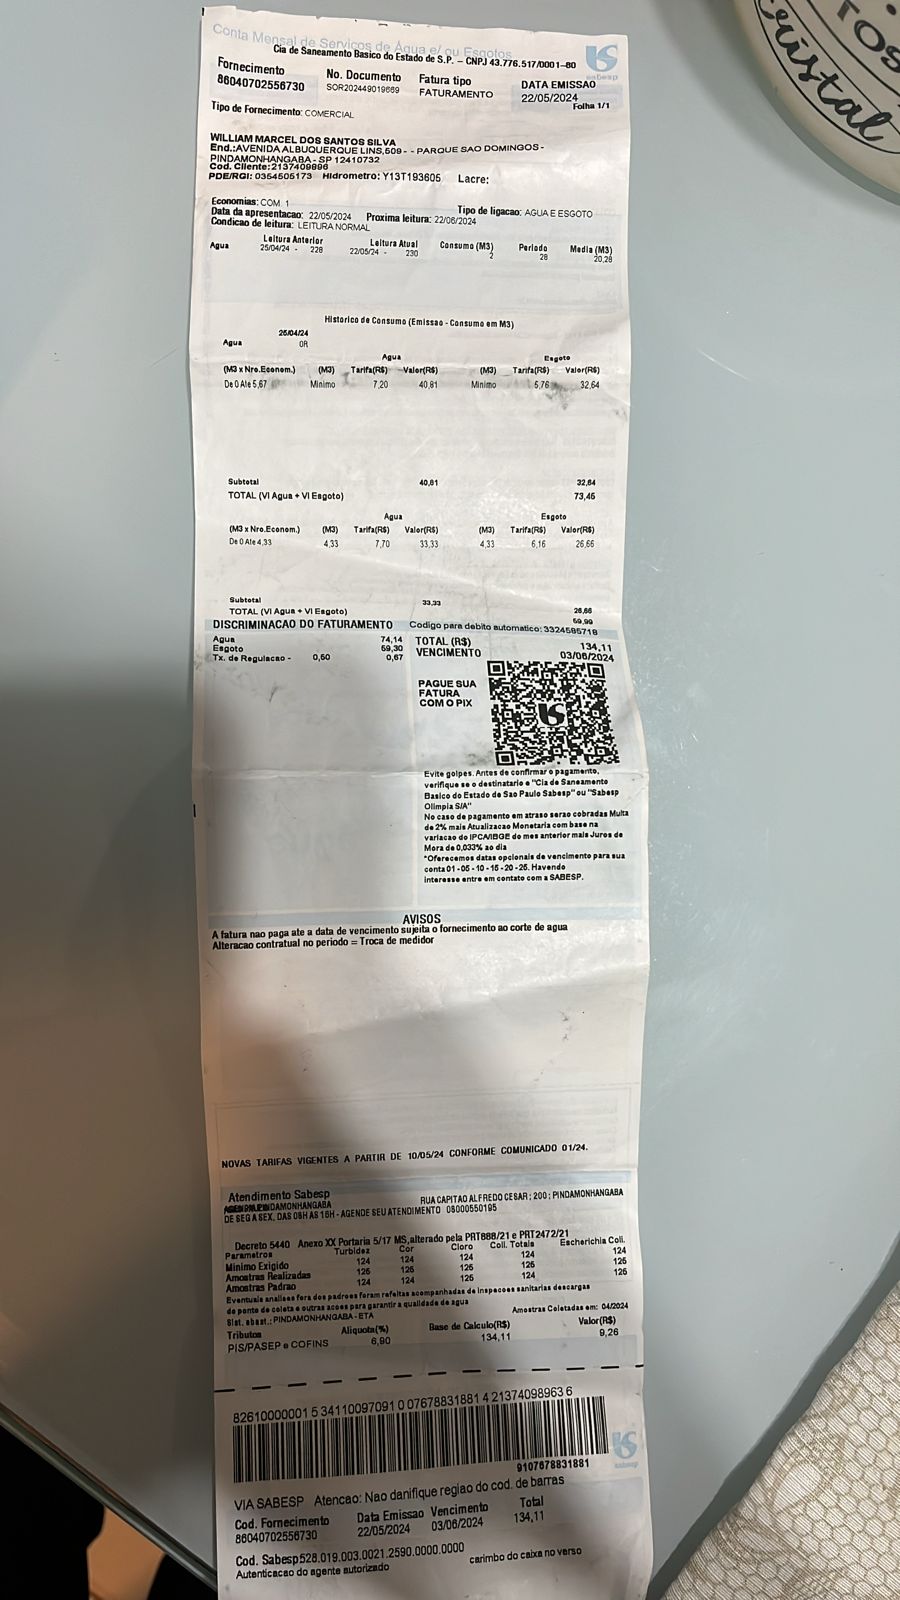 Conta Mensal de Serviços de Água e/ ou Esgotos
Cia de Saneamento Basico do Estado de S.P. – CNPJ 43.776.517/0001–80
sabesp
Fornecimento No. Documento Fatura tipo DATA EMISSAO
86040702556730 SOR202449019669 FATURAMENTO 22/05/2024
Folha 1/1
Tipo de Fornecimento: COMERCIAL
WILLIAM MARCEL DOS SANTOS SILVA
End.:AVENIDA ALBUQUERQUE LINS,509 - - PARQUE SAO DOMINGOS -
PINDAMONHANGABA - SP 12410732
Cod. Cliente:2137409896
PDE/RGI: 0364505173 Hidrometro: Y13T193605 Lacre:
Economias: COM. 1 Tipo de ligacao: AGUA E ESGOTO
Data da apresentacao: 22/05/2024 Proxima leitura: 22/06/2024
Condicao de leitura: LEITURA NORMAL
Leitura Anterior Leitura Atual Consumo (M3) Periodo Media (M3)
Agua 25/04/24 - 228 22/05/24 - 230 2 28 20,28
Historico de Consumo (Emissao - Consumo em M3)
25/04/24
Agua 0R
Agua Esgoto
(M3 x Nro.Econom.) (M3) Tarifa(R$) Valor(R$) (M3) Tarifa(R$) Valor(R$)
De 0 Ate 5,67 Minimo 7,20 40,81 Minimo 5,76 32,64
Subtotal 40,81 32,64
TOTAL (Vl Agua + Vl Esgoto) 73,45
Agua Esgoto
(M3 x Nro.Econom.) (M3) Tarifa(R$) Valor(R$) (M3) Tarifa(R$) Valor(R$)
De 0 Ate 4,33 4,33 7,70 33,33 4,33 6,16 26,66
Subtotal 33,33 26,66
TOTAL (Vl Agua + Vl Esgoto) 59,99
DISCRIMINACAO DO FATURAMENTO Codigo para debito automatico: 3324585718
Agua 74,14
Esgoto 59,30
Tx. de Regulacao - 0,50 0,67
TOTAL (R$) 134,11
VENCIMENTO 03/06/2024
PAGUE SUA
FATURA
COM O PIX
Evite golpes. Antes de confirmar o pagamento,
verifique se o destinatario e "Cia de Saneamento
Basico do Estado de Sao Paulo Sabesp" ou "Sabesp
Olimpia S/A"
No caso de pagamento em atraso serao cobradas Multa
de 2% mais Atualizacao Monetaria com base na
variacao do IPCA/IBGE do mes anterior mais Juros de
Mora de 0,033% ao dia
*Oferecemos datas opcionais de vencimento para sua
conta 01 - 05 - 10 - 15 - 20 - 25. Havendo
interesse entre em contato com a SABESP.
AVISOS
A fatura nao paga ate a data de vencimento sujeita o fornecimento ao corte de agua
Alteracao contratual no periodo = Troca de medidor
NOVAS TARIFAS VIGENTES A PARTIR DE 10/05/24 CONFORME COMUNICADO 01/24.
Atendimento Sabesp
PINDAMONHANGABA RUA CAPITAO ALFREDO CESAR ; 200 ; PINDAMONHANGABA
DE SEG A SEX, DAS 08H AS 16H - AGENDE SEU ATENDIMENTO 08000550195
Decreto 5440 Anexo XX Portaria 5/17 MS,alterado pela PRT888/21 e PRT2472/21
Parametros Turbidez Cor Cloro Coli. Totais Escherichia Coli.
Minimo Exigido 124 124 124 124 124
Amostras Realizadas 126 126 126 126 126
Amostras Padrao 124 124 126 124 126
Eventuais analises fora dos padroes foram refeitas acompanhadas de inspecoes sanitarias descargas
do ponto de coleta e outras acoes para garantir a qualidade de agua
Sist. abast.: PINDAMONHANGABA - ETA Amostras Coletadas em: 04/2024
Tributos Aliquota(%) Base de Calculo(R$) Valor(R$)
PIS/PASEP e COFINS 6,90 134,11 9,26
82610000001 5 34110097091 0 07678831881 4 21374098963 6
9107678831881
sabesp
VIA SABESP Atencao: Nao danifique regiao do cod. de barras
Cod. Fornecimento Data Emissao Vencimento Total
86040702556730 22/05/2024 03/06/2024 134,11
Cod. Sabesp528.019.003.0021.2590.0000.0000
Autenticacao do agente autorizado carimbo do caixa no verso
TOS
cristal